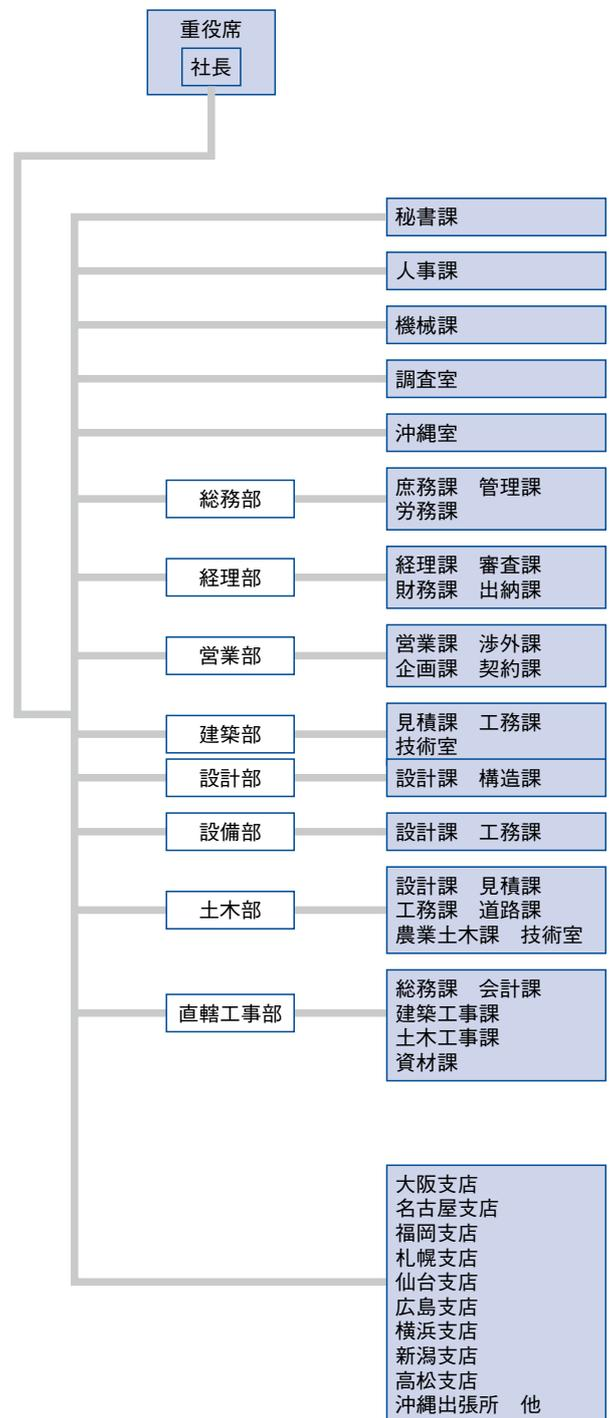 重役席
社長
秘書課
人事課
機械課
調査室
沖縄室
総務部
庶務課　管理課
労務課
経理部
経理課　審査課
財務課　出納課
営業部
営業課　渉外課
企画課　契約課
建築部
見積課　工務課
技術室
設計部
設計課　構造課
設備部
設計課　工務課
土木部
設計課　見積課
工務課　道路課
農業土木課　技術室
直轄工事部
総務課　会計課
建築工事課
土木工事課
資材課
大阪支店
名古屋支店
福岡支店
札幌支店
仙台支店
広島支店
横浜支店
新潟支店
高松支店
沖縄出張所　他